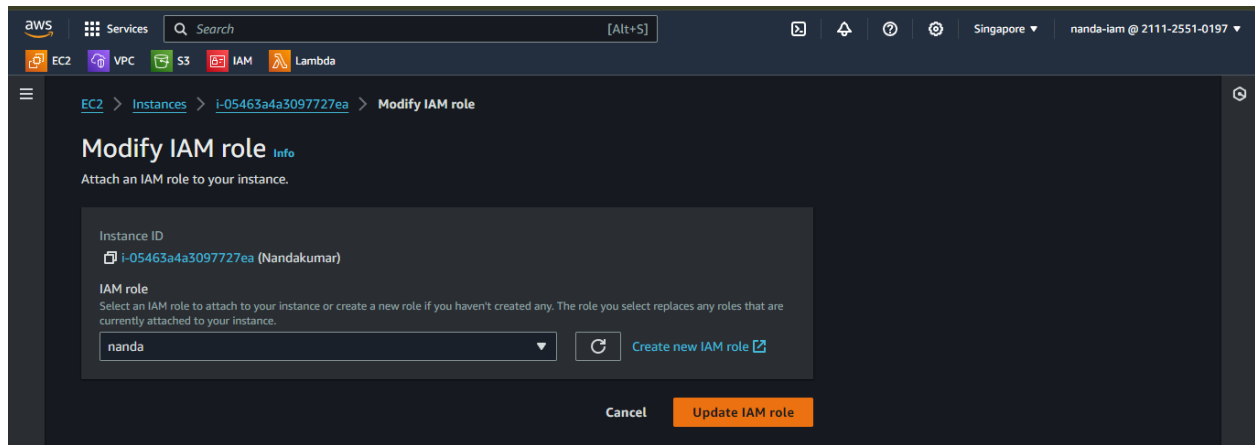 aws Services Search [Alt+S] Singapore ▼ nanda-iam @ 2111-2551-0197 ▼
EC2 VPC S3 IAM Lambda
EC2 > Instances > i-05463a4a3097727ea > Modify IAM role
Modify IAM role Info
Attach an IAM role to your instance.
Instance ID
i-05463a4a3097727ea (Nandakumar)
IAM role
Select an IAM role to attach to your instance or create a new role if you haven't created any. The role you select replaces any roles that are
currently attached to your instance.
nanda ▼ Create new IAM role
Cancel Update IAM role